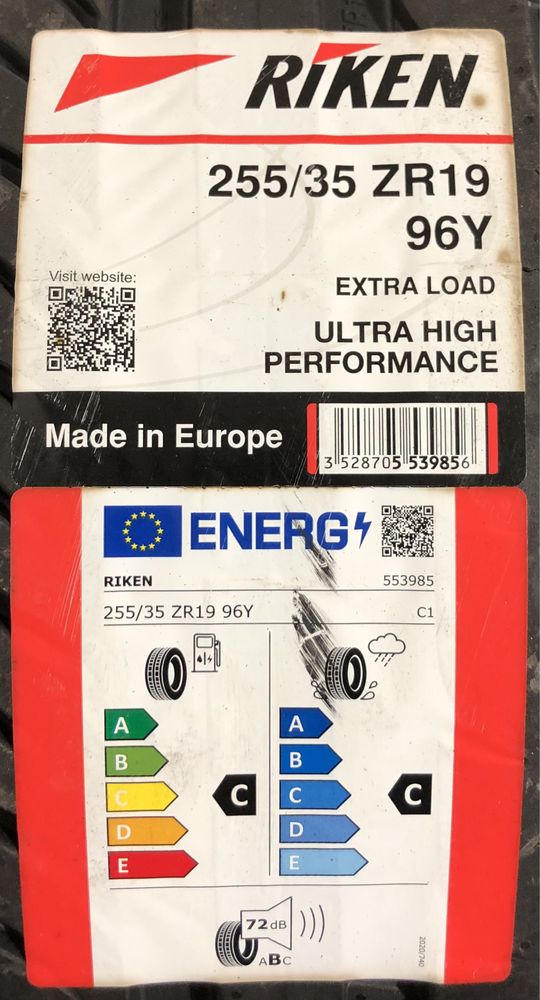 RIKEN
255/35 ZR19
96Y
Visit website:
EXTRA LOAD
ULTRA HIGH
PERFORMANCE
Made in Europe
3 528705 539856
ENERG
RIKEN 553985
255/35 ZR19 96Y C1
A A
B B
C C C C
D D
E E
72 dB
ABC
2020/740